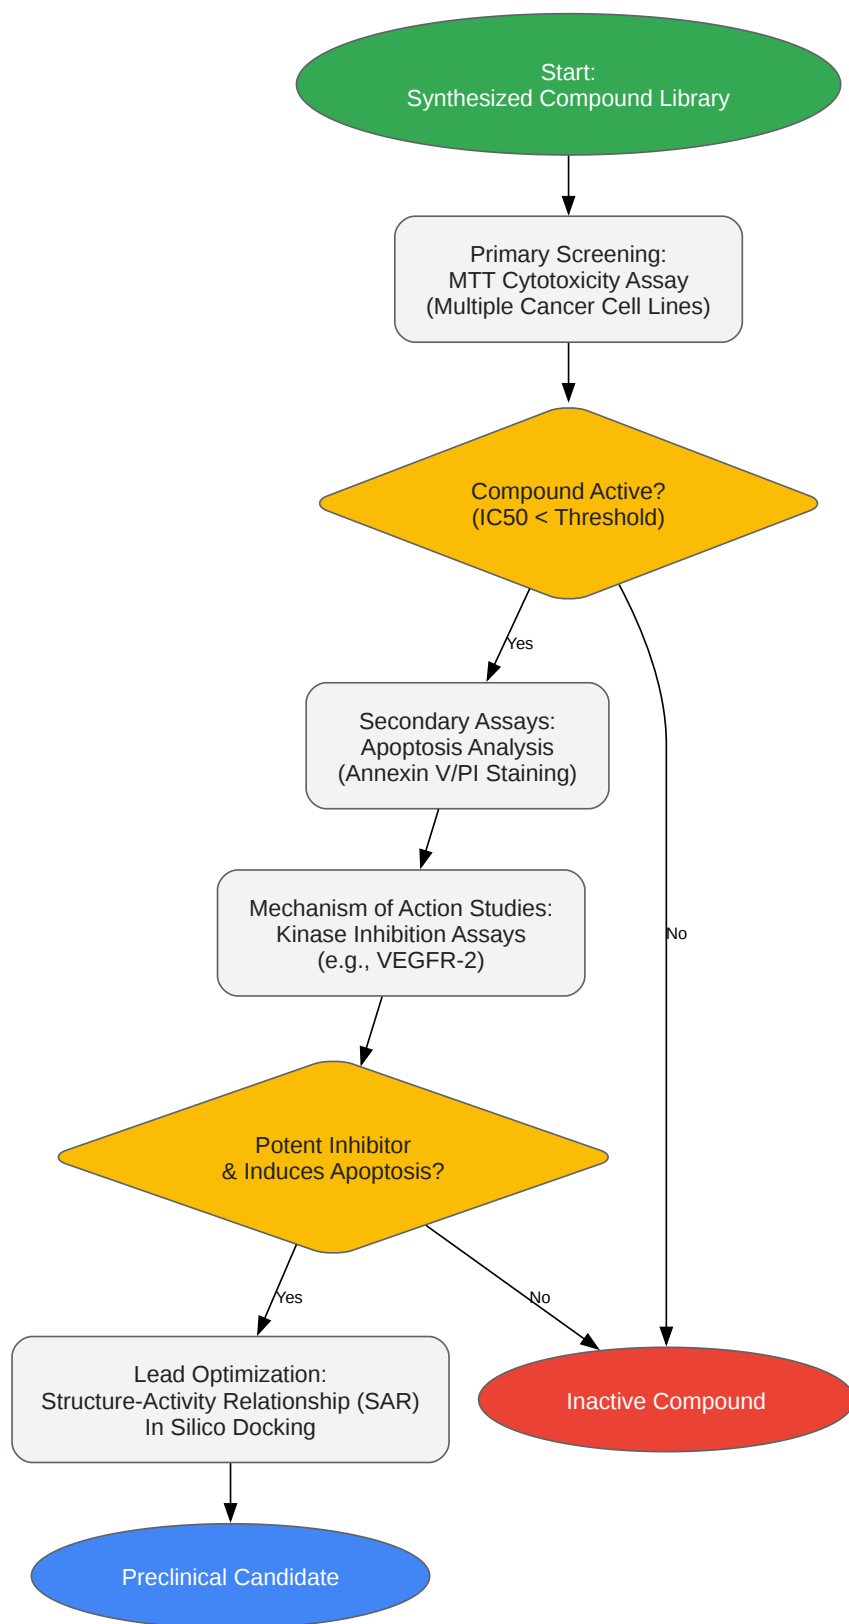 Start:
Synthesized Compound Library
Primary Screening:
MTT Cytotoxicity Assay
(Multiple Cancer Cell Lines)
Compound Active?
(IC50 < Threshold)
Yes
Secondary Assays:
Apoptosis Analysis
(Annexin V/PI Staining)
Mechanism of Action Studies:
Kinase Inhibition Assays
(e.g., VEGFR-2)
No
Potent Inhibitor
& Induces Apoptosis?
Yes
No
Lead Optimization:
Structure-Activity Relationship (SAR)
In Silico Docking
Inactive Compound
Preclinical Candidate